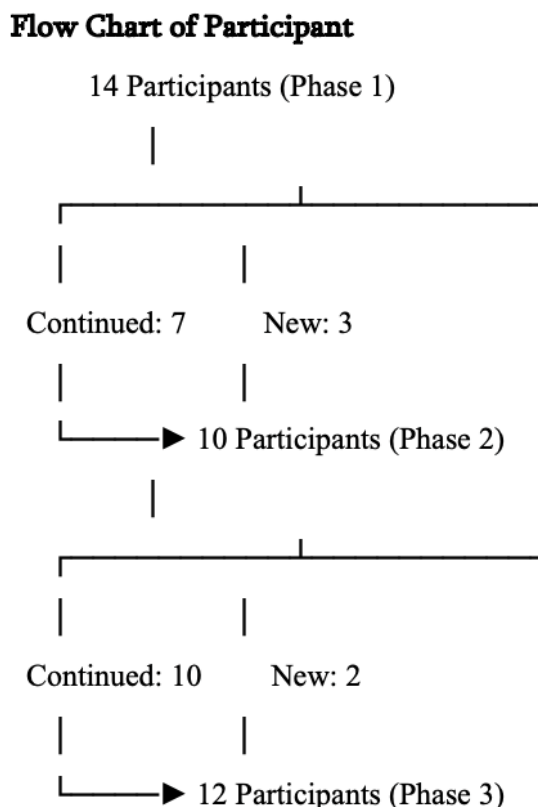 Flow Chart of Participant
14 Participants (Phase 1)
Continued: 7 New: 3
10 Participants (Phase 2)
Continued: 10 New: 2
12 Participants (Phase 3)